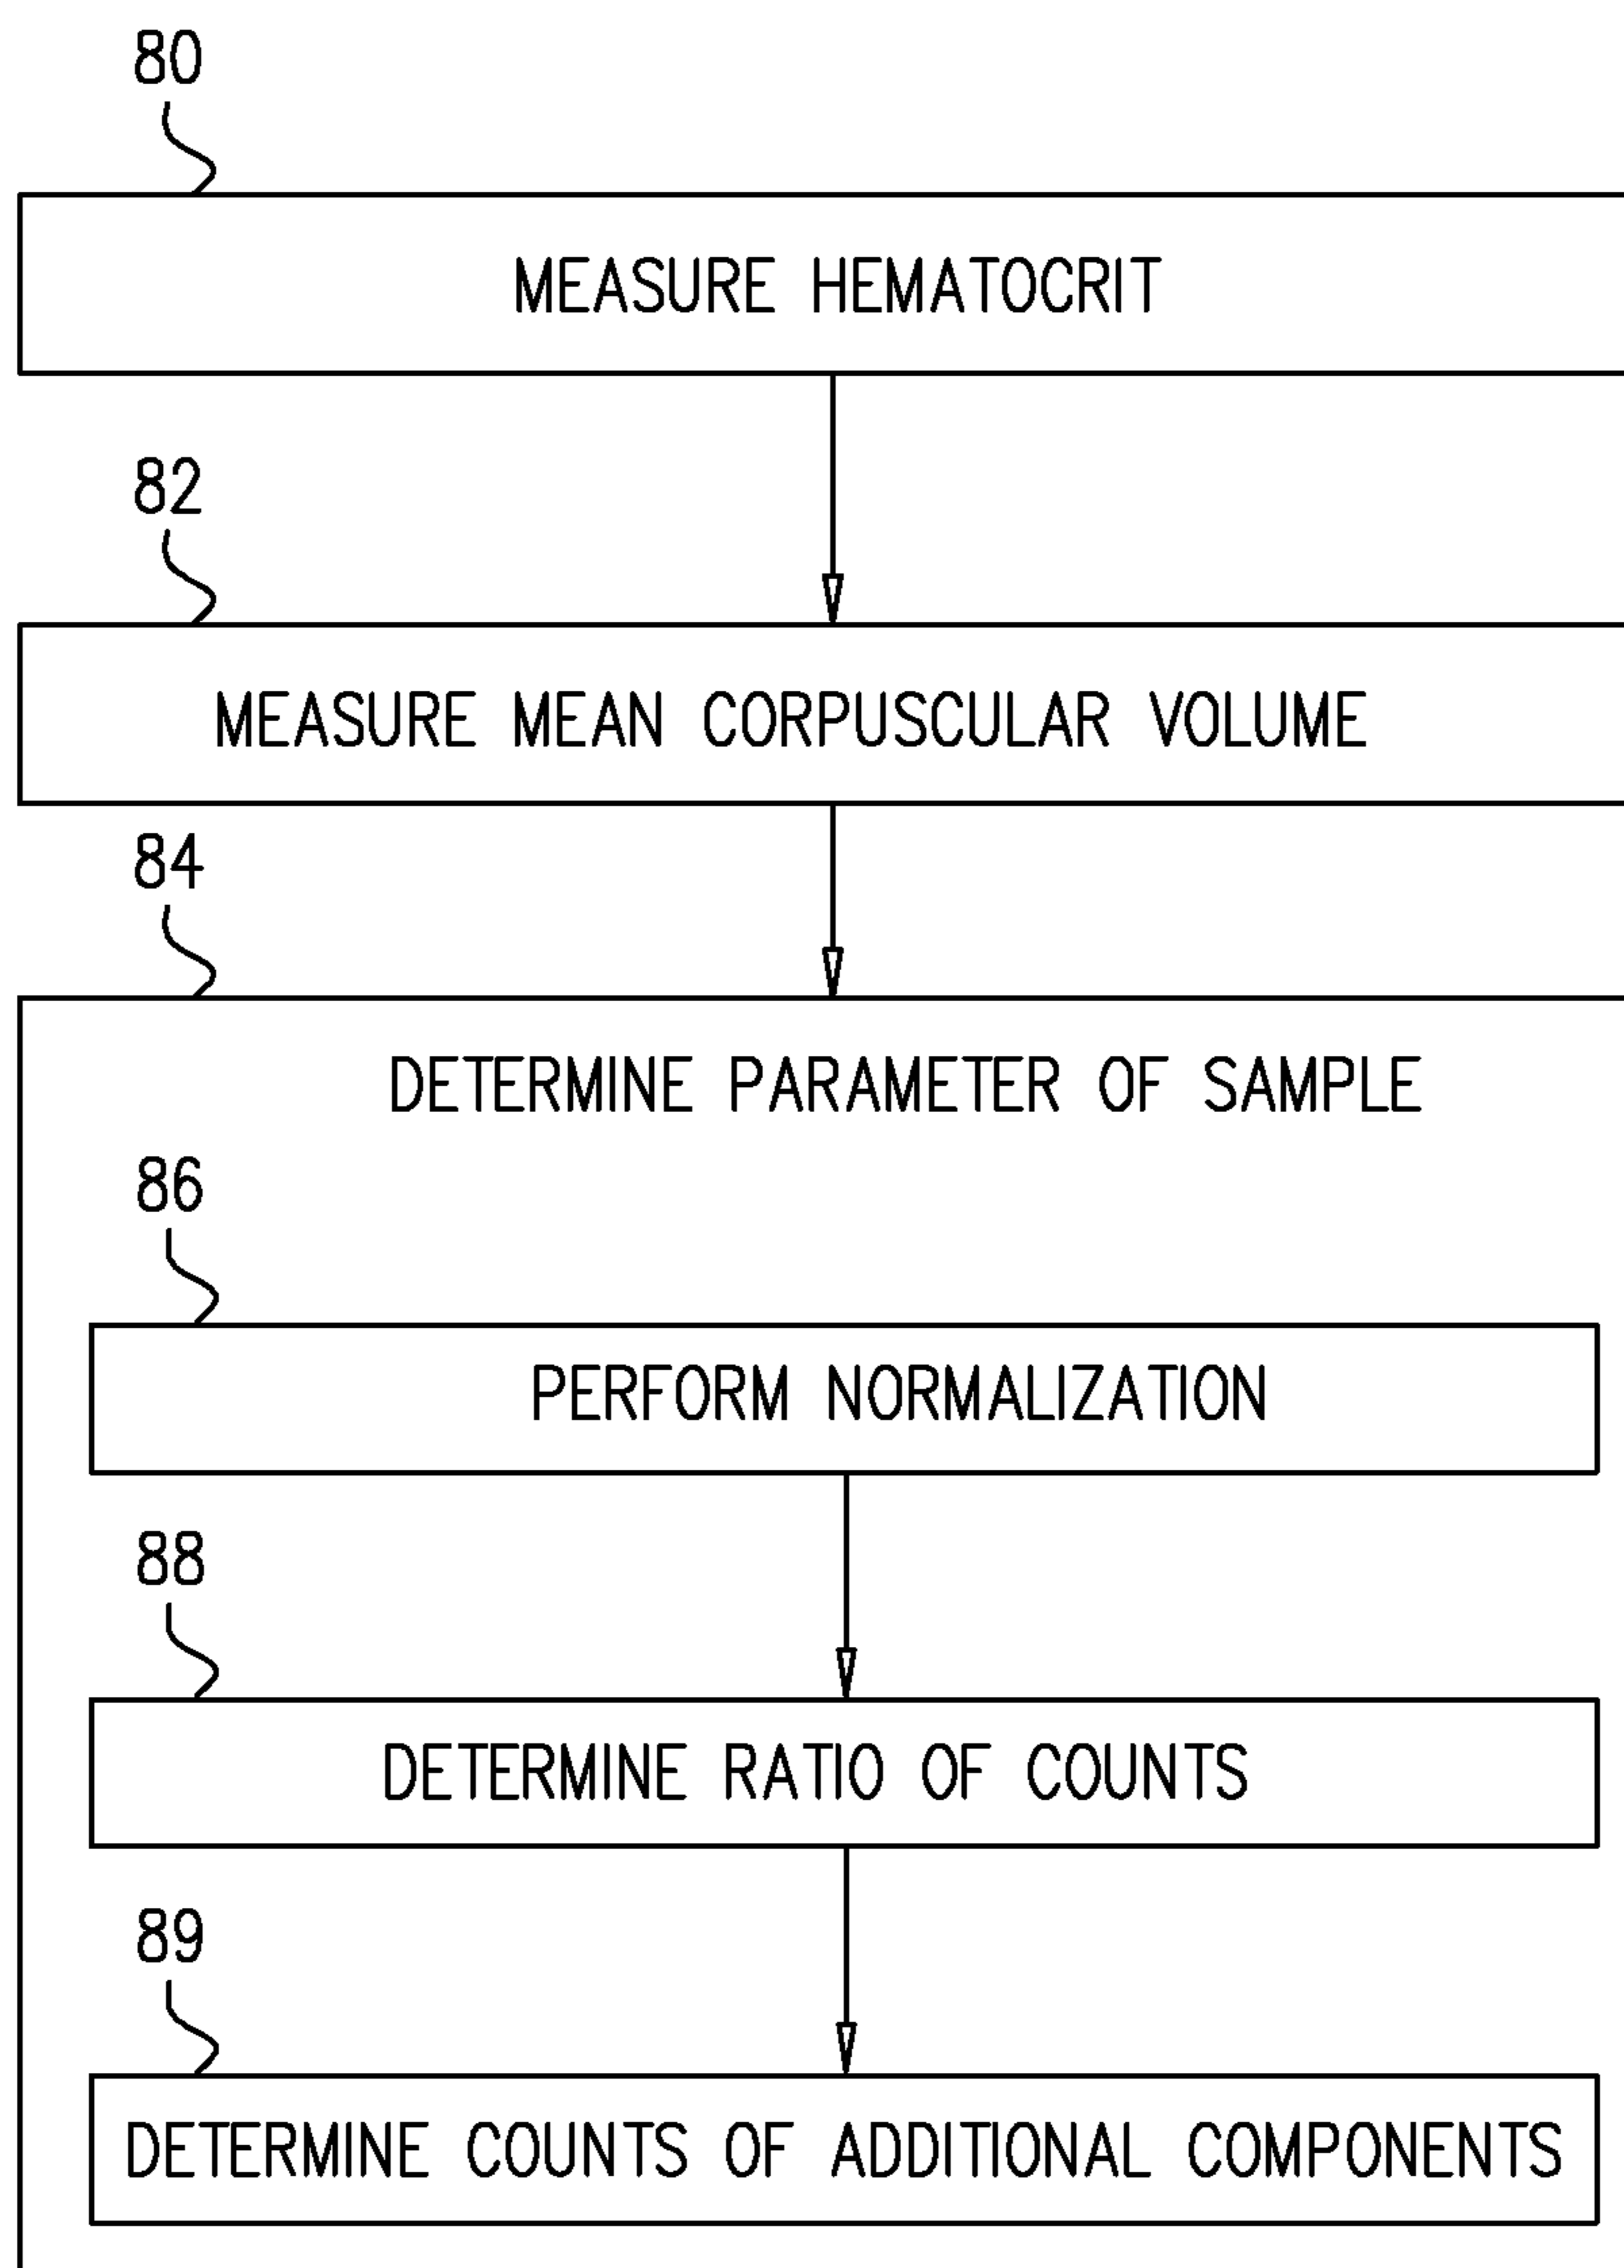 80
MEASURE HEMATOCRIT
82
MEASURE MEAN CORPUSCULAR VOLUME
84
DETERMINE PARAMETER OF SAMPLE
86
PERFORM NORMALIZATION
88
DETERMINE RATIO OF COUNTS
89
DETERMINE COUNTS OF ADDITIONAL COMPONENTS